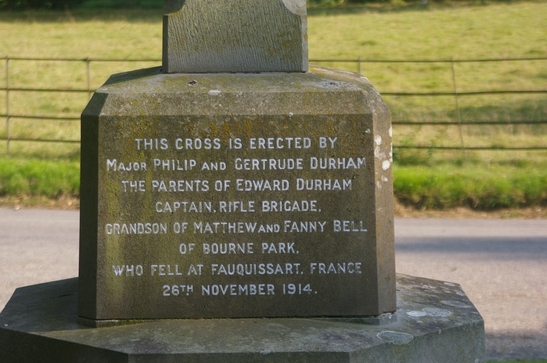 THIS CROSS IS ERECTED BY
MAJOR PHILIP AND GERTRUDE DURHAM
THE PARENTS OF EDWARD DURHAM
CAPTAIN, RIFLE BRIGADE,
GRANDSON OF MATTHEW AND FANNY BELL
OF BOURNE PARK,
WHO FELL AT FAUQUISSART, FRANCE
26TH NOVEMBER 1914.